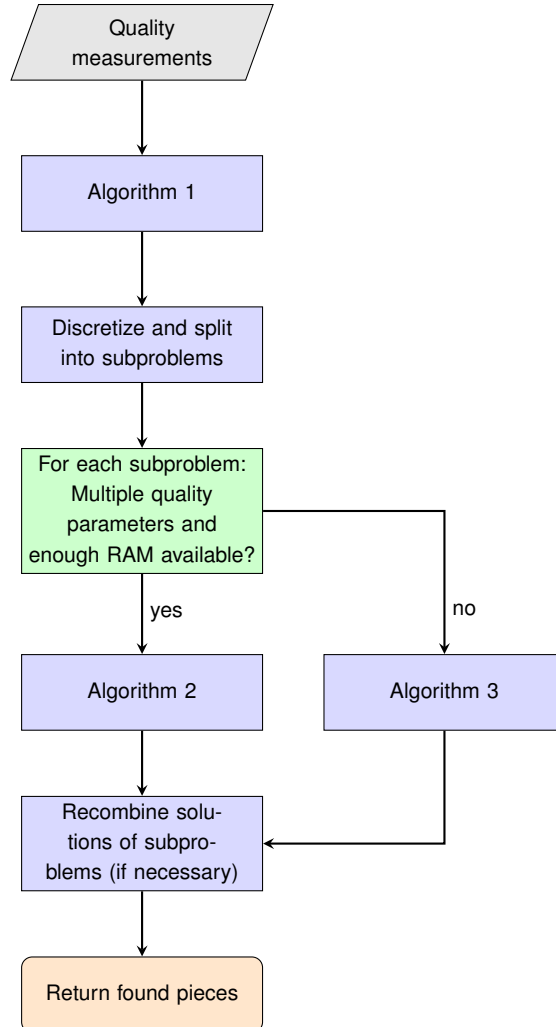 Quality
measurements
Algorithm 1
Discretize and split
into subproblems
For each subproblem:
Multiple quality
parameters and
enough RAM available?
yes
no
Algorithm 2
Algorithm 3
Recombine solu-
tions of subpro-
blems (if necessary)
Return found pieces